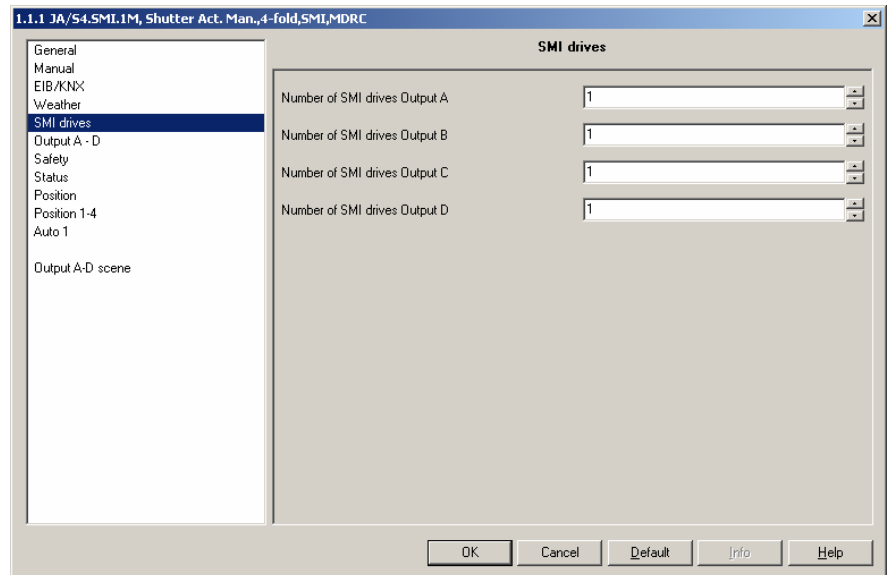 1.1.1 JA/S4.SMI.1M, Shutter Act. Man.,4-fold,SMI,MDRC
General
Manual
EIB/KNX
Weather
SMI drives
Output A - D
Safety
Status
Position
Position 1-4
Auto 1
Output A-D scene
SMI drives
Number of SMI drives Output A 1
Number of SMI drives Output B 1
Number of SMI drives Output C 1
Number of SMI drives Output D 1
OK Cancel Default Info Help